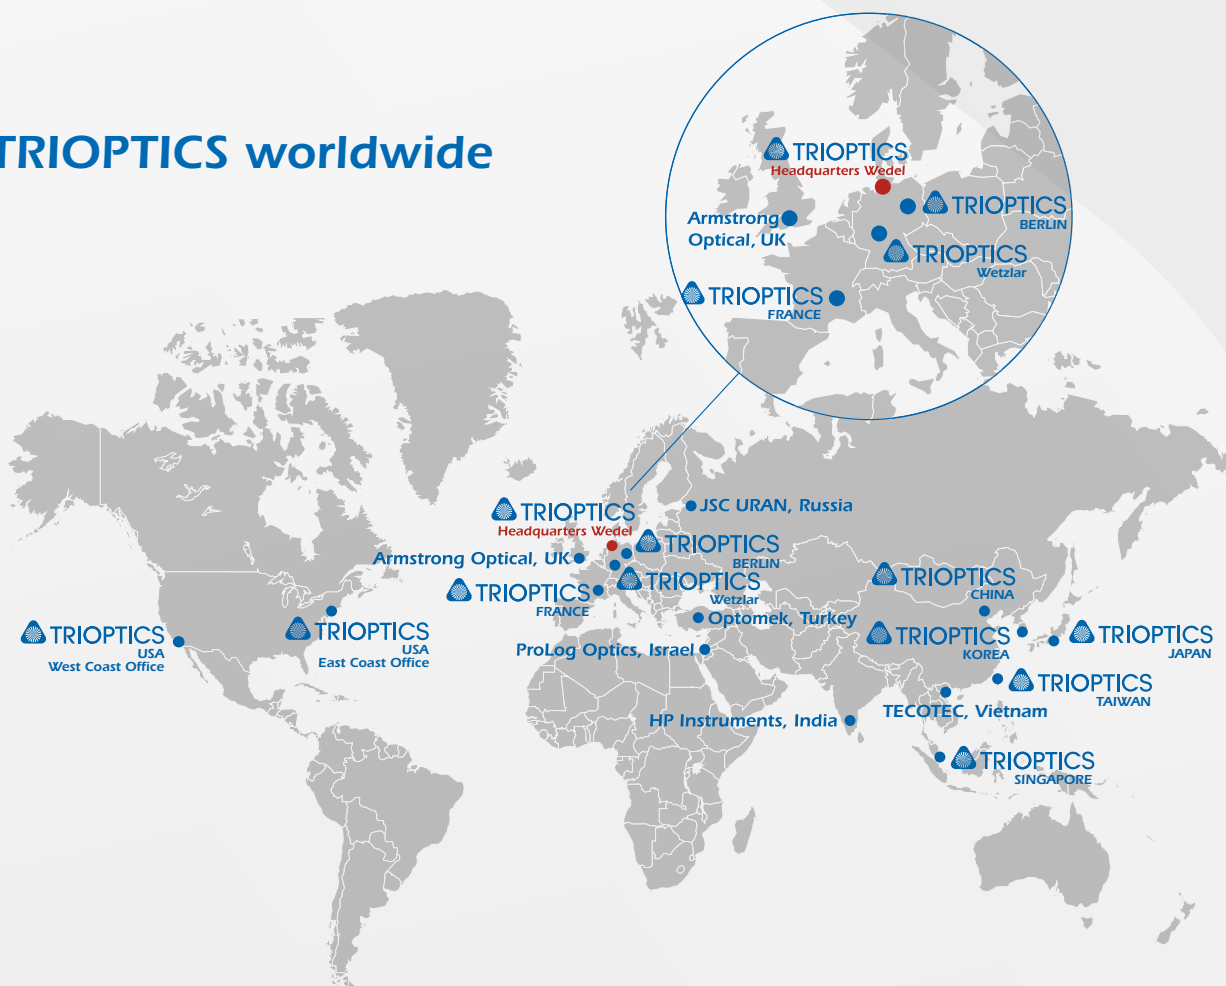 TRIOPTICS worldwide
TRIOPTICS
Headquarters Wedel
Armstrong
Optical, UK
TRIOPTICS
BERLIN
TRIOPTICS
Wetzlar
TRIOPTICS
FRANCE
JSC URAN, Russia
TRIOPTICS
Headquarters Wedel
TRIOPTICS
BERLIN
Armstrong Optical, UK
TRIOPTICS
Wetzlar
TRIOPTICS
FRANCE
TRIOPTICS
CHINA
Optomek, Turkey
TRIOPTICS
USA
West Coast Office
TRIOPTICS
USA
East Coast Office
TRIOPTICS
KOREA
TRIOPTICS
JAPAN
ProLog Optics, Israel
TRIOPTICS
TAIWAN
TECOTEC, Vietnam
HP Instruments, India
TRIOPTICS
SINGAPORE